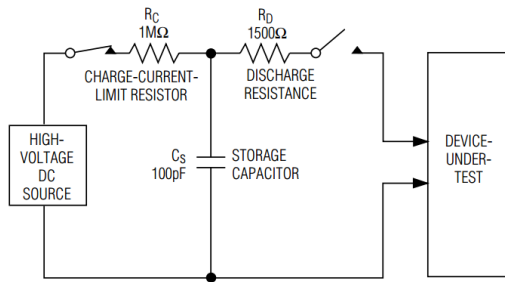 RC
1MΩ
CHARGE-CURRENT-
LIMIT RESISTOR
RD
1500Ω
DISCHARGE
RESISTANCE
HIGH-
VOLTAGE
DC
SOURCE
CS
100pF
STORAGE
CAPACITOR
DEVICE-
UNDER-
TEST